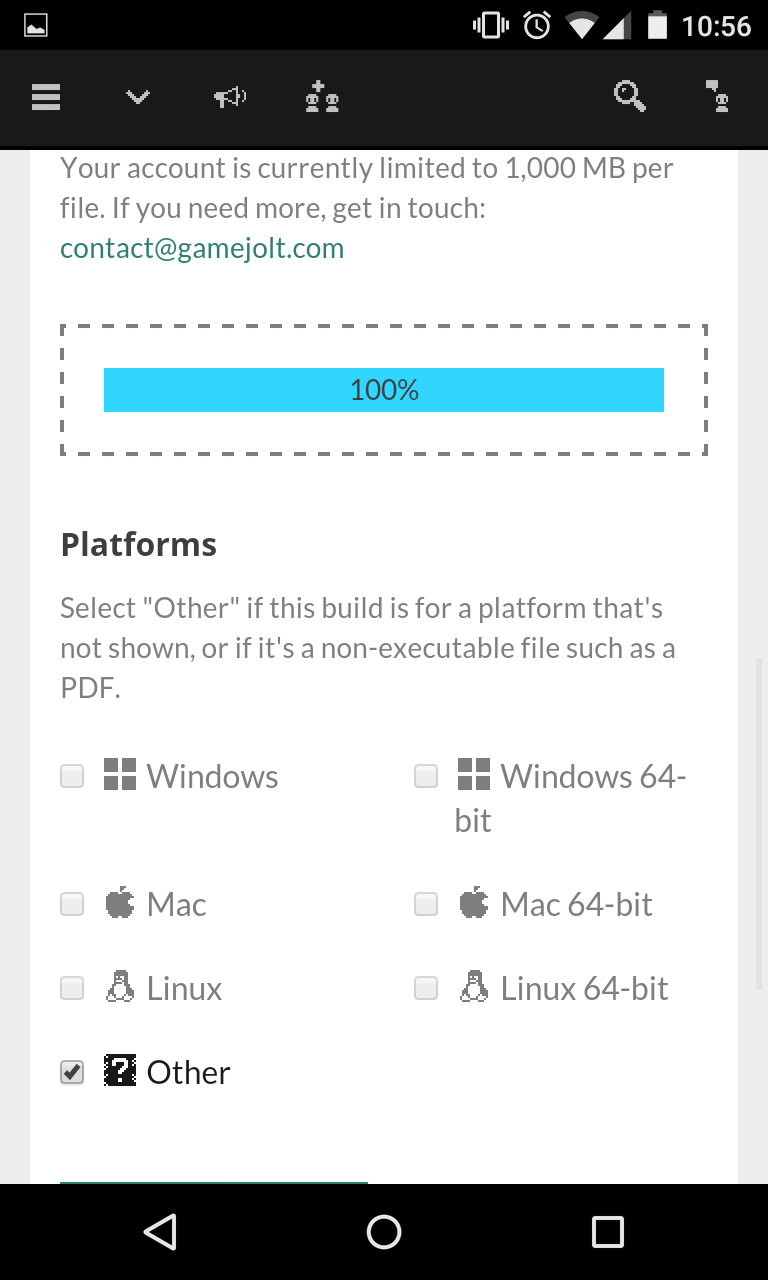 10:56
Your account is currently limited to 1,000 MB per
file. If you need more, get in touch:
contact@gamejolt.com
100%
Platforms
Select "Other" if this build is for a platform that's
not shown, or if it's a non-executable file such as a
PDF.
Windows
Windows 64-
bit
Mac
Mac 64-bit
Linux
Linux 64-bit
Other